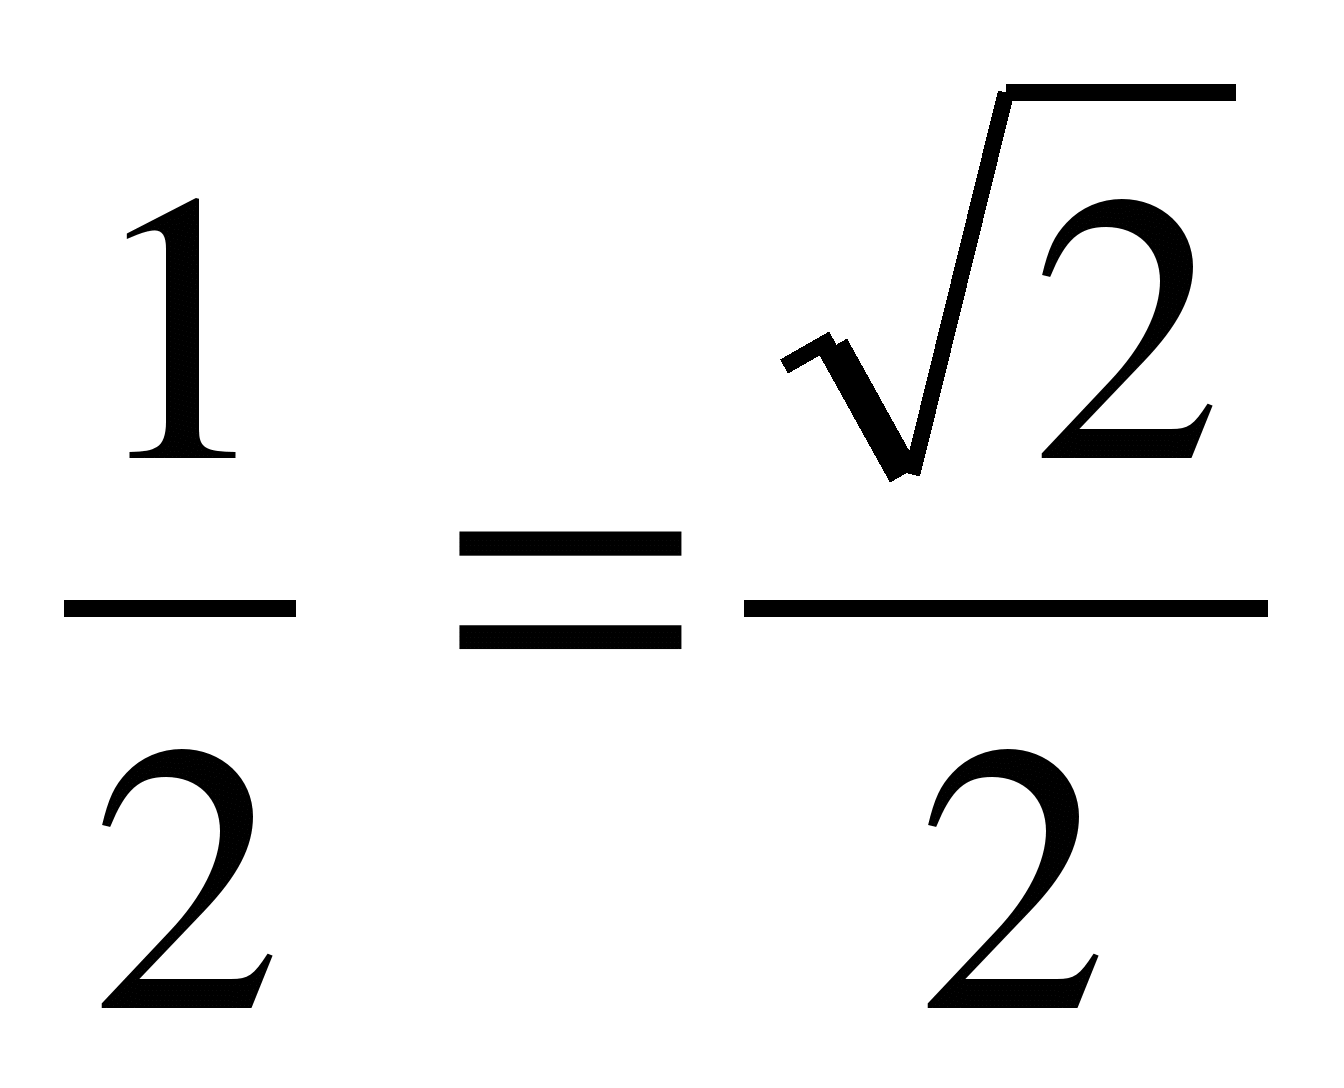 1/2 = √2/2